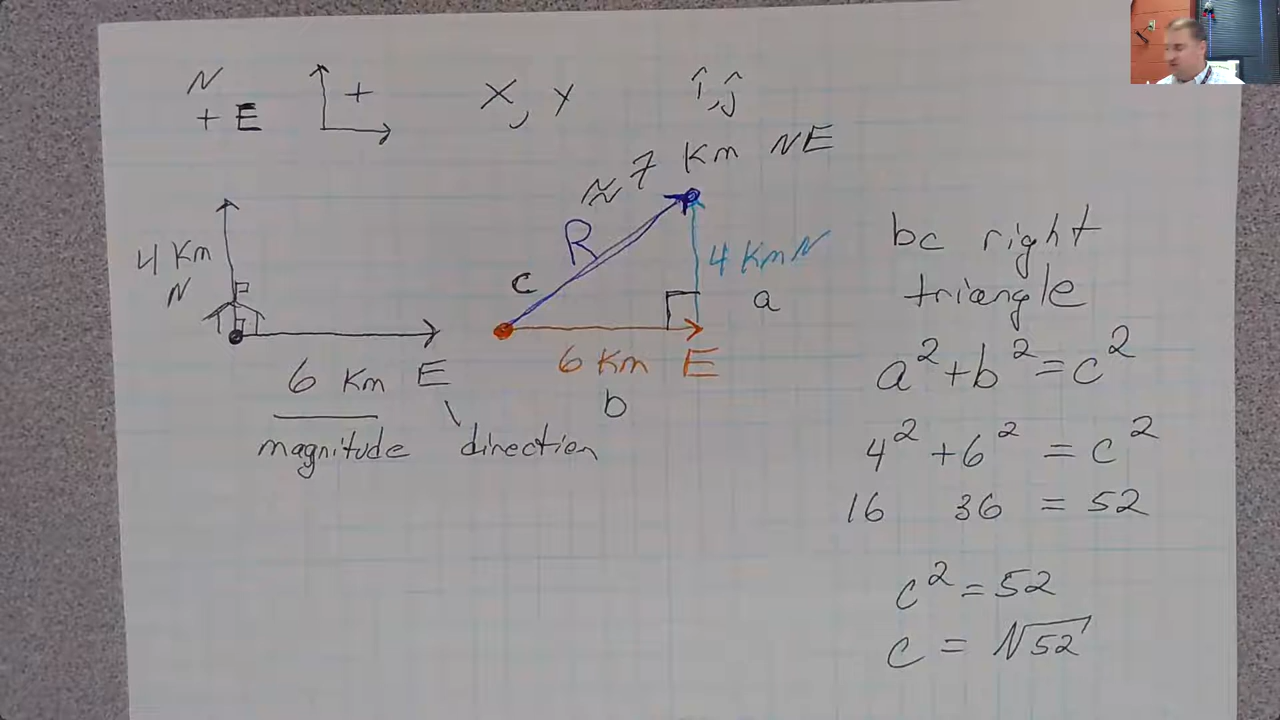 N
+ E
+
X, y
î, ĵ
≈ 7 Km NE
4 Km
N
6 Km E
magnitude
direction
R
c
4 Km N
a
6 Km E
b
bc right
triangle
a² + b² = c²
4² + 6² = c²
16 36 = 52
c² = 52
c = √52